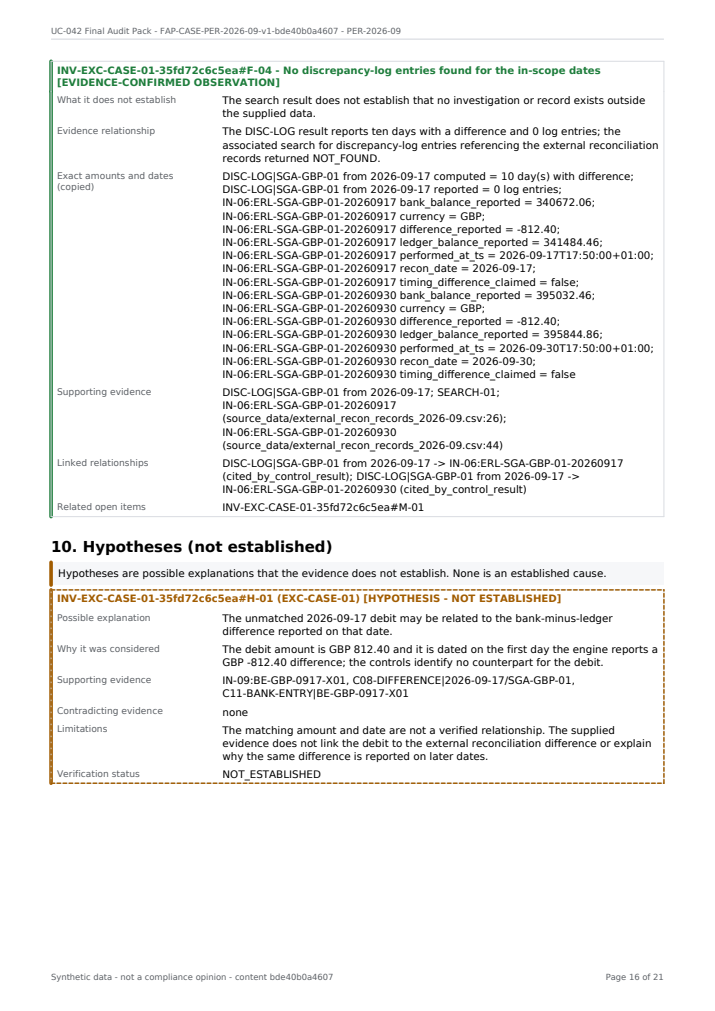 UC-042 Final Audit Pack - FAP-CASE-PER-2026-09-v1-bde40b0a4607 - PER-2026-09
INV-EXC-CASE-01-35fd72c6c5ea#F-04 - No discrepancy-log entries found for the in-scope dates
[EVIDENCE-CONFIRMED OBSERVATION]
What it does not establish
The search result does not establish that no investigation or record exists outside
the supplied data.
Evidence relationship
The DISC-LOG result reports ten days with a difference and 0 log entries; the
associated search for discrepancy-log entries referencing the external reconciliation
records returned NOT_FOUND.
Exact amounts and dates
(copied)
DISC-LOG|SGA-GBP-01 from 2026-09-17 computed = 10 day(s) with difference;
DISC-LOG|SGA-GBP-01 from 2026-09-17 reported = 0 log entries;
IN-06:ERL-SGA-GBP-01-20260917 bank_balance_reported = 340672.06;
IN-06:ERL-SGA-GBP-01-20260917 currency = GBP;
IN-06:ERL-SGA-GBP-01-20260917 difference_reported = -812.40;
IN-06:ERL-SGA-GBP-01-20260917 ledger_balance_reported = 341484.46;
IN-06:ERL-SGA-GBP-01-20260917 performed_at_ts = 2026-09-17T17:50:00+01:00;
IN-06:ERL-SGA-GBP-01-20260917 recon_date = 2026-09-17;
IN-06:ERL-SGA-GBP-01-20260917 timing_difference_claimed = false;
IN-06:ERL-SGA-GBP-01-20260930 bank_balance_reported = 395032.46;
IN-06:ERL-SGA-GBP-01-20260930 currency = GBP;
IN-06:ERL-SGA-GBP-01-20260930 difference_reported = -812.40;
IN-06:ERL-SGA-GBP-01-20260930 ledger_balance_reported = 395844.86;
IN-06:ERL-SGA-GBP-01-20260930 performed_at_ts = 2026-09-30T17:50:00+01:00;
IN-06:ERL-SGA-GBP-01-20260930 recon_date = 2026-09-30;
IN-06:ERL-SGA-GBP-01-20260930 timing_difference_claimed = false
Supporting evidence
DISC-LOG|SGA-GBP-01 from 2026-09-17; SEARCH-01;
IN-06:ERL-SGA-GBP-01-20260917
(source_data/external_recon_records_2026-09.csv:26);
IN-06:ERL-SGA-GBP-01-20260930
(source_data/external_recon_records_2026-09.csv:44)
Linked relationships
DISC-LOG|SGA-GBP-01 from 2026-09-17 -> IN-06:ERL-SGA-GBP-01-20260917
(cited_by_control_result); DISC-LOG|SGA-GBP-01 from 2026-09-17 ->
IN-06:ERL-SGA-GBP-01-20260930 (cited_by_control_result)
Related open items
INV-EXC-CASE-01-35fd72c6c5ea#M-01
10. Hypotheses (not established)
Hypotheses are possible explanations that the evidence does not establish. None is an established cause.
INV-EXC-CASE-01-35fd72c6c5ea#H-01 (EXC-CASE-01) [HYPOTHESIS - NOT ESTABLISHED]
Possible explanation
The unmatched 2026-09-17 debit may be related to the bank-minus-ledger
difference reported on that date.
Why it was considered
The debit amount is GBP 812.40 and it is dated on the first day the engine reports a
GBP -812.40 difference; the controls identify no counterpart for the debit.
Supporting evidence
IN-09:BE-GBP-0917-X01, C08-DIFFERENCE|2026-09-17/SGA-GBP-01,
C11-BANK-ENTRY|BE-GBP-0917-X01
Contradicting evidence
none
Limitations
The matching amount and date are not a verified relationship. The supplied
evidence does not link the debit to the external reconciliation difference or explain
why the same difference is reported on later dates.
Verification status
NOT_ESTABLISHED
Synthetic data - not a compliance opinion - content bde40b0a4607
Page 16 of 21